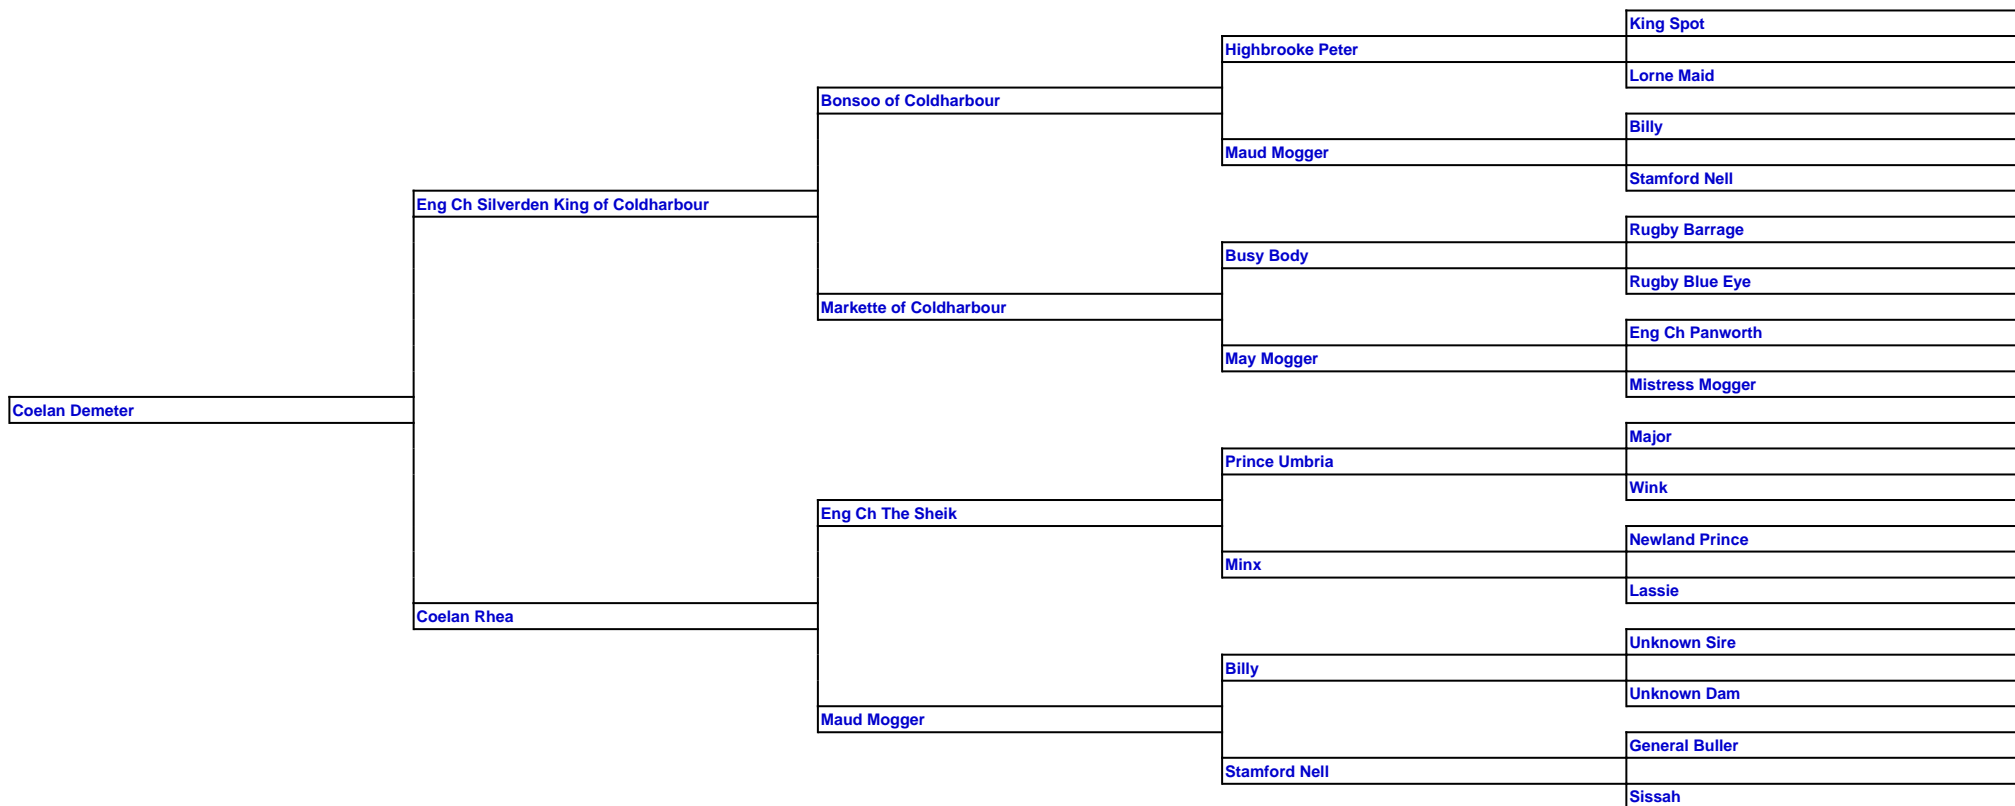 King Spot
Highbrooke Peter
Lorne Maid
Bonsoo of Coldharbour
Billy
Maud Mogger
Stamford Nell
Eng Ch Silverden King of Coldharbour
Rugby Barrage
Busy Body
Rugby Blue Eye
Markette of Coldharbour
Eng Ch Panworth
May Mogger
Mistress Mogger
Coelan Demeter
Major
Prince Umbria
Wink
Eng Ch The Sheik
Newland Prince
Minx
Lassie
Coelan Rhea
Unknown Sire
Billy
Unknown Dam
Maud Mogger
General Buller
Stamford Nell
Sissah